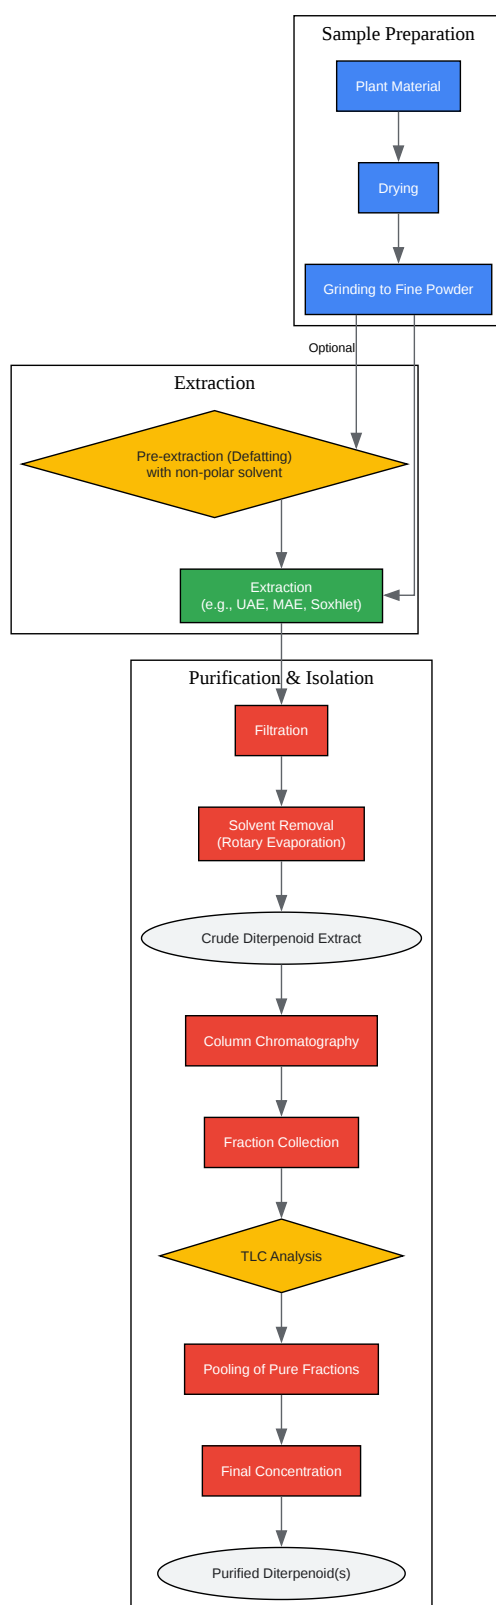 Sample Preparation
Plant Material
Drying
Grinding to Fine Powder
Optional
Extraction
Pre-extraction (Defatting)
with non-polar solvent
Extraction
(e.g., UAE, MAE, Soxhlet)
Purification & Isolation
Filtration
Solvent Removal
(Rotary Evaporation)
Crude Diterpenoid Extract
Column Chromatography
Fraction Collection
TLC Analysis
Pooling of Pure Fractions
Final Concentration
Purified Diterpenoid(s)